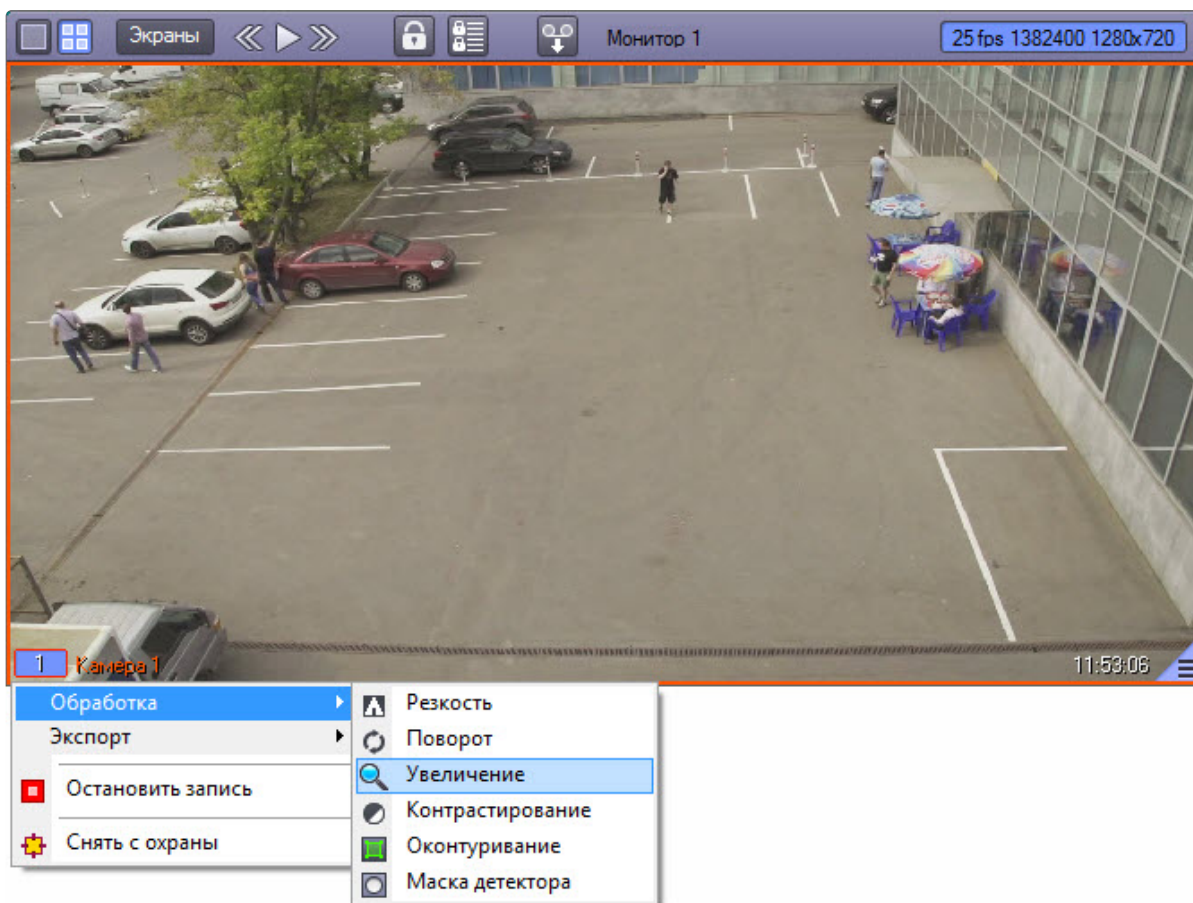 Экраны Монитор 1 25 fps 1382400 1280x720
1 Камера 1 11:53:06
Обработка
Экспорт
Остановить запись
Снять с охраны
Резкость
Поворот
Увеличение
Контрастирование
Оконтуривание
Маска детектора